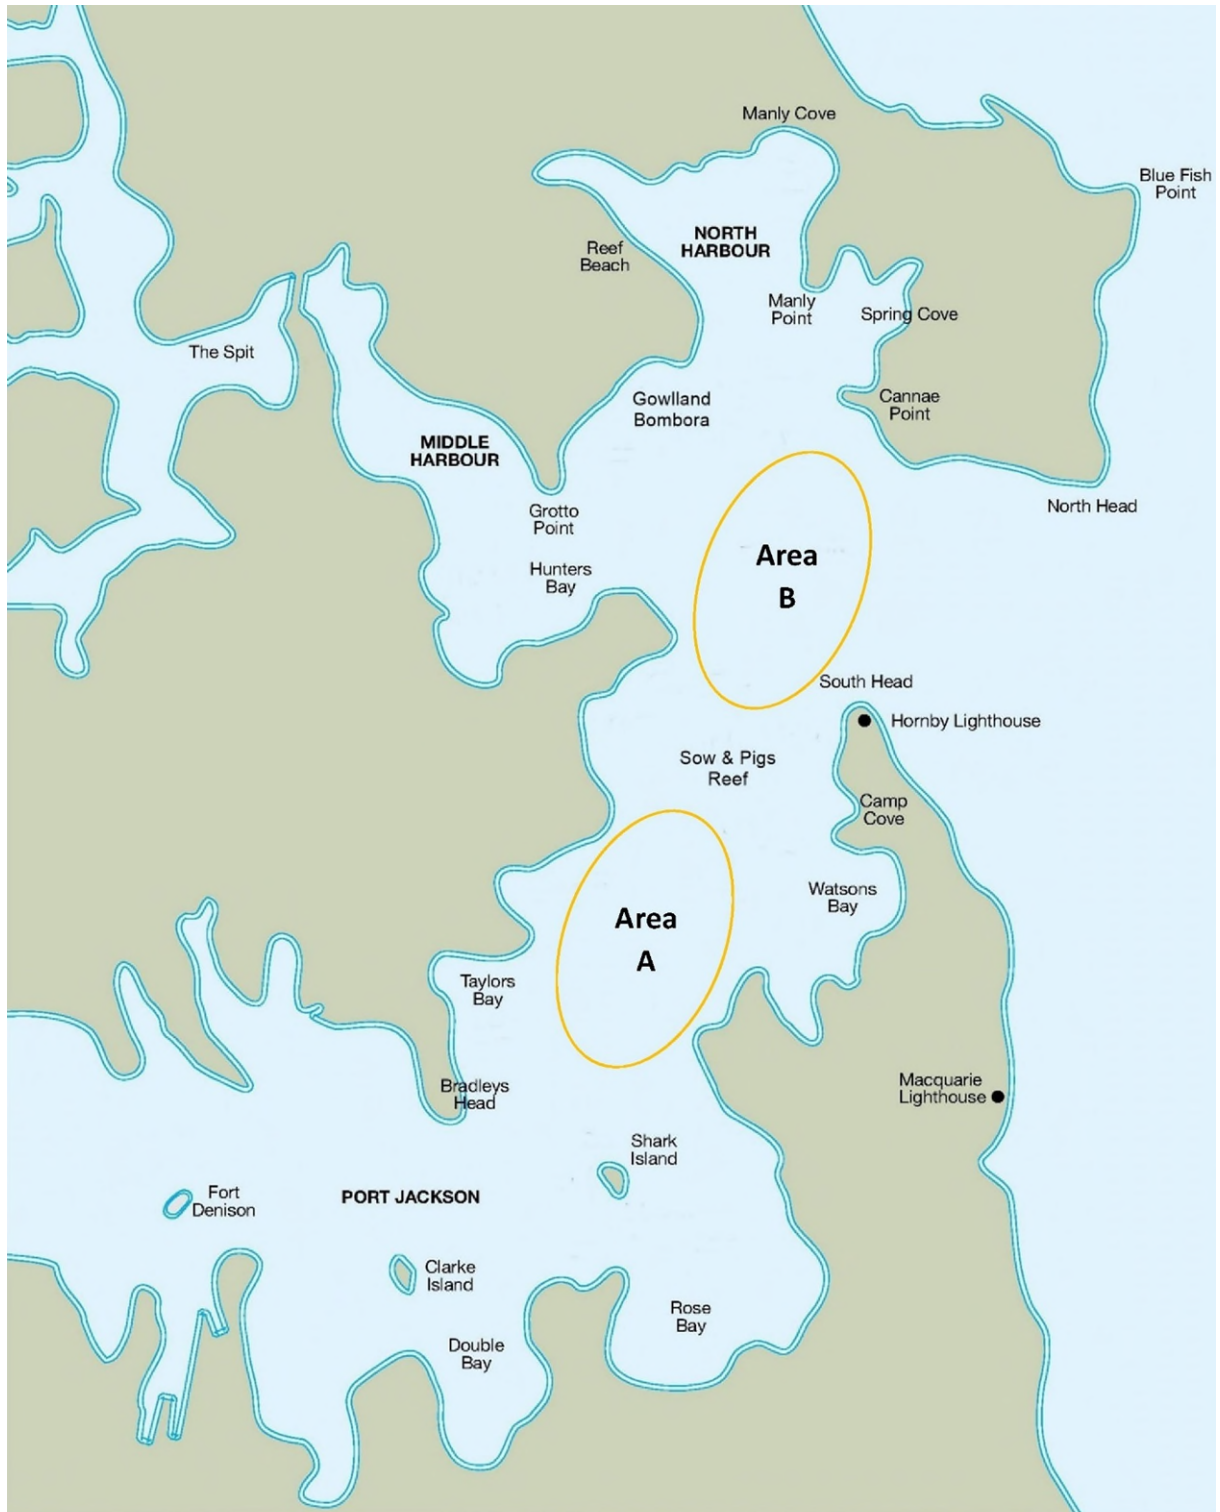 Manly Cove
Blue Fish
Point
NORTH
HARBOUR
Reef
Beach
Manly
Point
Spring Cove
The Spit
Gowlland
Bombora
Cannae
Point
MIDDLE
HARBOUR
North Head
Grotto
Point
Area
B
Hunters
Bay
South Head
Hornby Lighthouse
Sow & Pigs
Reef
Camp
Cove
Watsons
Bay
Area
A
Taylors
Bay
Bradleys
Head
Macquarie
Lighthouse
Shark
Island
Fort
Denison
PORT JACKSON
Clarke
Island
Rose
Bay
Double
Bay